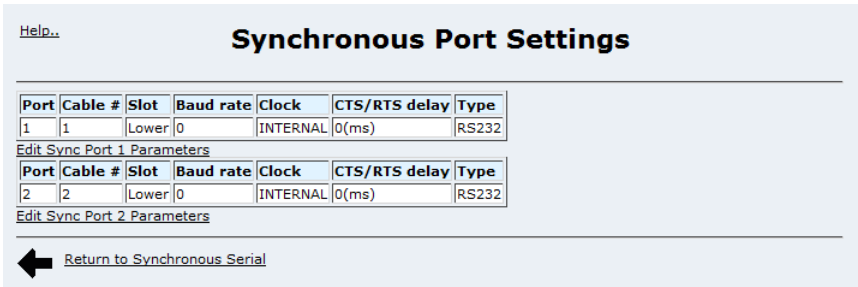 Help..
Synchronous Port Settings
Port Cable # Slot Baud rate Clock CTS/RTS delay Type
1 1 Lower 0 INTERNAL 0(ms) RS232
Edit Sync Port 1 Parameters
Port Cable # Slot Baud rate Clock CTS/RTS delay Type
2 2 Lower 0 INTERNAL 0(ms) RS232
Edit Sync Port 2 Parameters
Return to Synchronous Serial